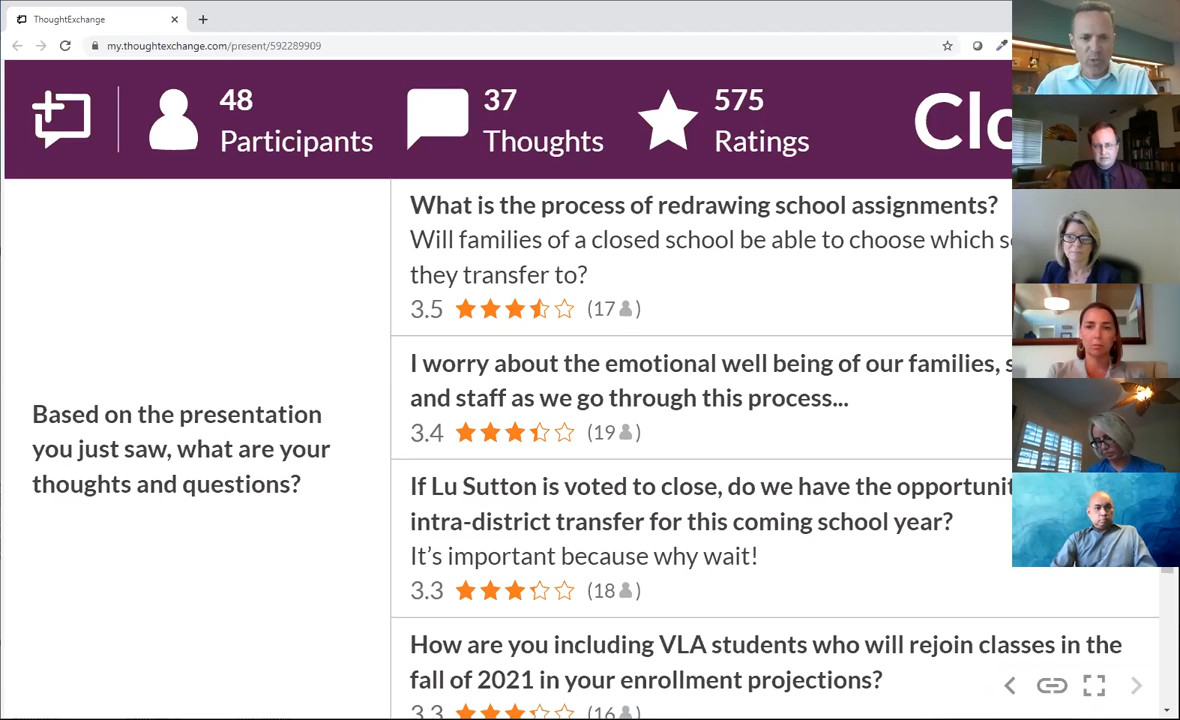 ThoughtExchange
my.thoughtexchange.com/present/592289909
48
Participants
37
Thoughts
575
Ratings
Clo
Based on the presentation
you just saw, what are your
thoughts and questions?
What is the process of redrawing school assignments?
Will families of a closed school be able to choose which s
they transfer to?
3.5 (17)
I worry about the emotional well being of our families, s
and staff as we go through this process...
3.4 (19)
If Lu Sutton is voted to close, do we have the opportunit
intra-district transfer for this coming school year?
It's important because why wait!
3.3 (18)
How are you including VLA students who will rejoin classes in the
fall of 2021 in your enrollment projections?
3.3 (16)